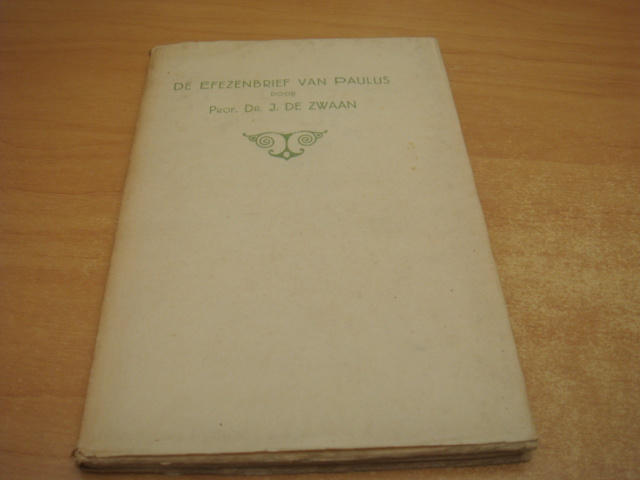 DE EFEZENBRIEF VAN PAULUS
DOOR
PROF. DR. J. DE ZWAAN